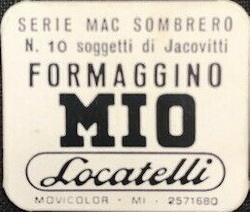 SERIE MAC SOMBRERO
N. 10 soggetti di Jacovitti
FORMAGGINO
MIO
Locatelli
MOVICOLOR - MI - 2571680